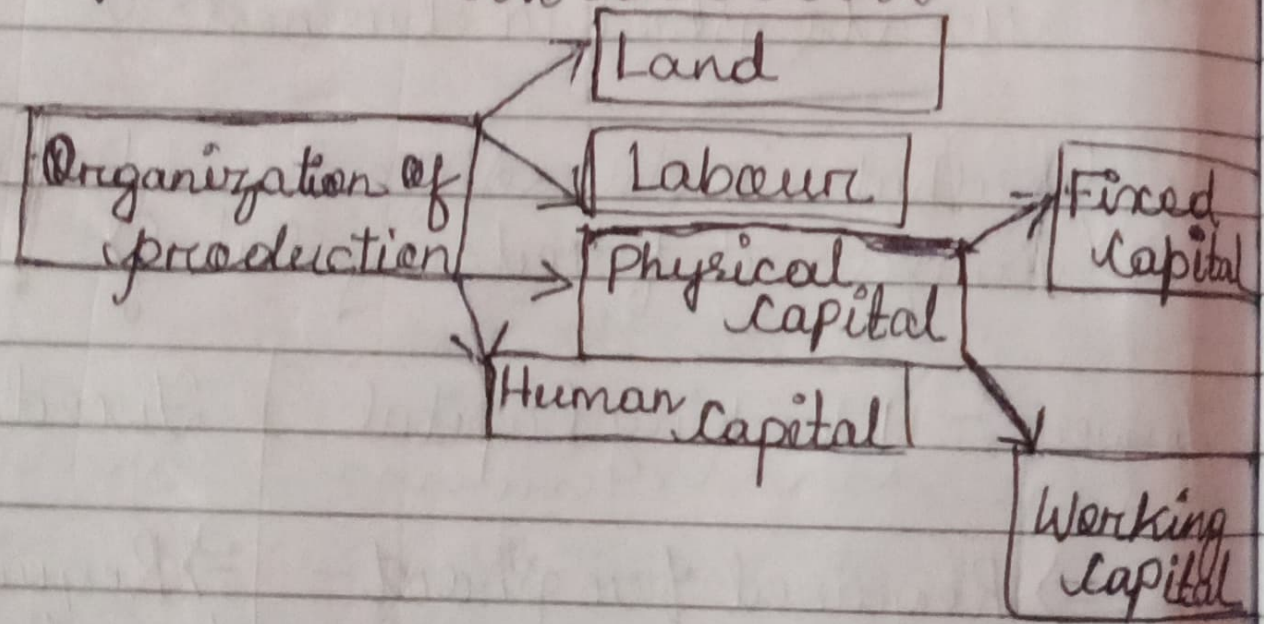 Land
Organization of
production
Labour
Physical
capital
Human capital
Fixed
capital
Working
capital